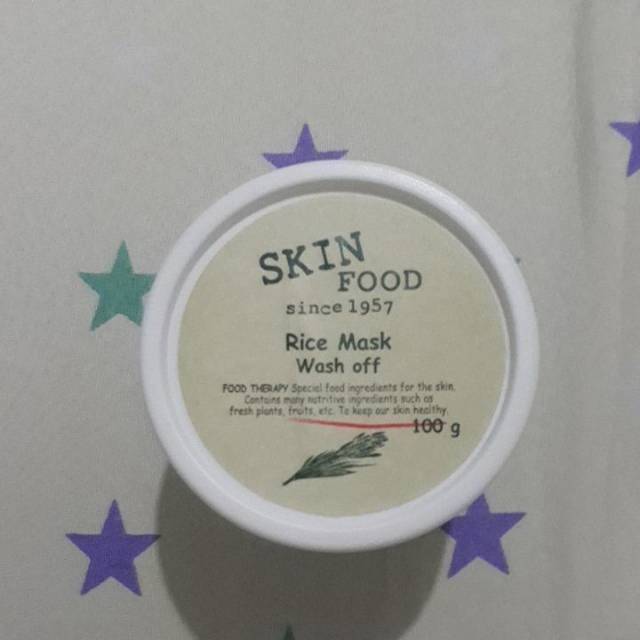 SKIN
FOOD
since 1957
Rice Mask
Wash off
FOOD THERAPY Special food ingredients for the skin.
Contains many nutritive ingredients such as
fresh plants, fruits, etc. To keep our skin healthy.
100 g